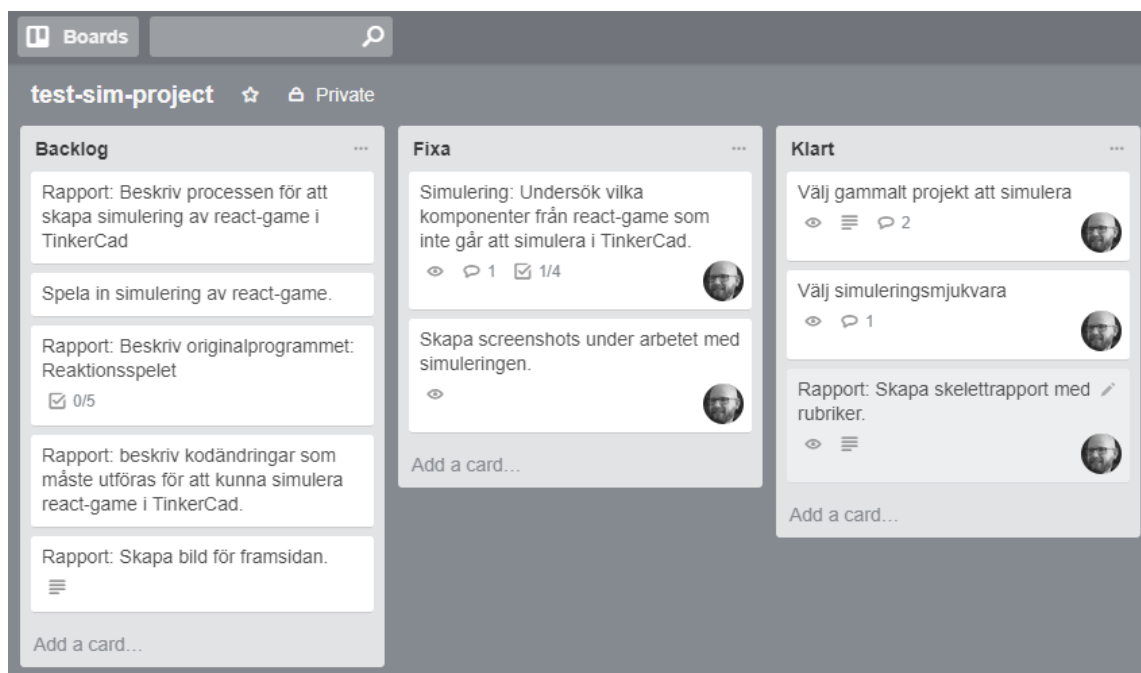 Boards
test-sim-project Private
Backlog
Rapport: Beskriv processen för att
skapa simulering av react-game i
TinkerCad
Spela in simulering av react-game.
Rapport: Beskriv originalprogrammet:
Reaktionsspelet
0/5
Rapport: beskriv kodändringar som
måste utföras för att kunna simulera
react-game i TinkerCad.
Rapport: Skapa bild för framsidan.
Add a card...
Fixa
Simulering: Undersök vilka
komponenter från react-game som
inte går att simulera i TinkerCad.
1 1/4
Skapa screenshots under arbetet med
simuleringen.
Add a card...
Klart
Välj gammalt projekt att simulera
2
Välj simuleringsmjukvara
1
Rapport: Skapa skelettrapport med
rubriker.
Add a card...